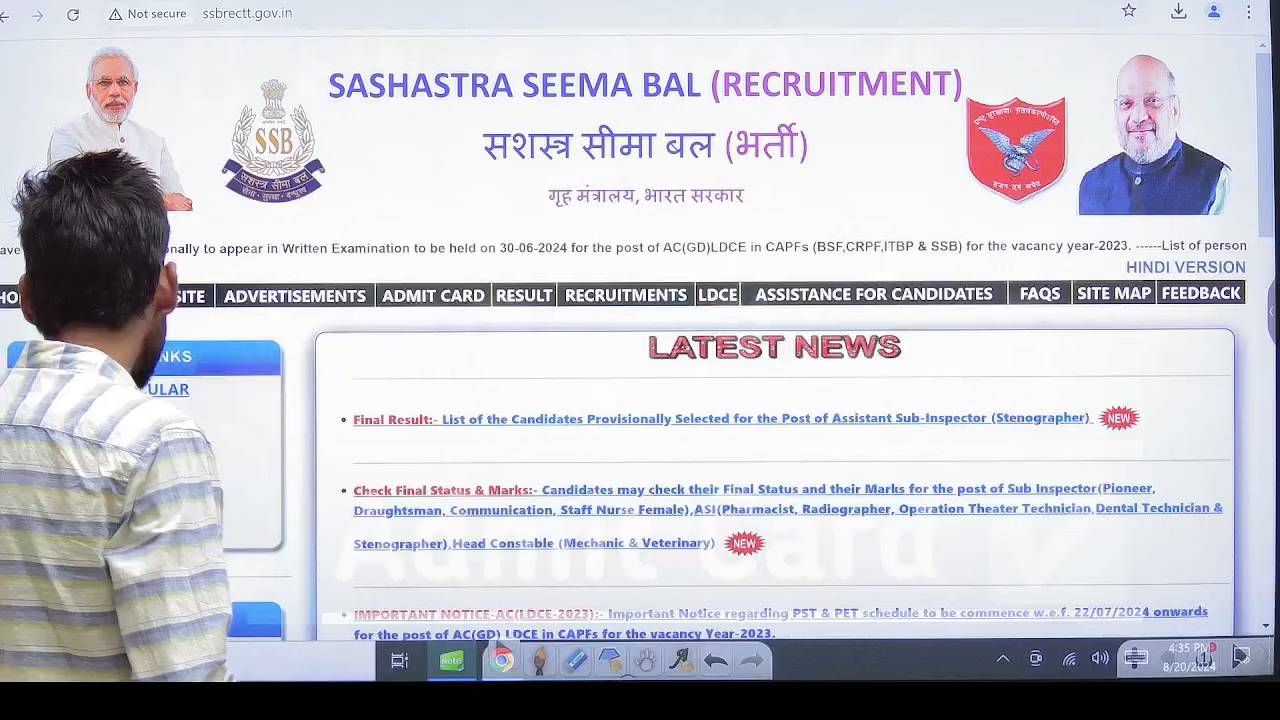 Not secure ssbrectt.gov.in
SASHASTRA SEEMA BAL (RECRUITMENT)
सशस्त्र सीमा बल (भर्ती)
गृह मंत्रालय, भारत सरकार
SSB
सशस्त्र सीमा बल
सेवा · सुरक्षा · बन्धुत्व
nally to appear in Written Examination to be held on 30-06-2024 for the post of AC(GD)LDCE in CAPFs (BSF,CRPF,ITBP & SSB) for the vacancy year-2023. ------List of person
HINDI VERSION
SITE ADVERTISEMENTS ADMIT CARD RESULT RECRUITMENTS LDCE ASSISTANCE FOR CANDIDATES FAQS SITE MAP FEEDBACK
NKS
ULAR
LATEST NEWS
• Final Result:- List of the Candidates Provisionally Selected for the Post of Assistant Sub-Inspector (Stenographer) NEW
• Check Final Status & Marks:- Candidates may check their Final Status and their Marks for the post of Sub Inspector(Pioneer,
Draughtsman, Communication, Staff Nurse Female),ASI(Pharmacist, Radiographer, Operation Theater Technician,Dental Technician &
Stenographer),Head Constable (Mechanic & Veterinary) NEW
Admit Card
• IMPORTANT NOTICE-AC(LDCE-2023):- Important Notice regarding PST & PET schedule to be commence w.e.f. 22/07/2024 onwards
for the post of AC(GD) LDCE in CAPFs for the vacancy Year-2023.
Note
4:35 PM
8/20/2024